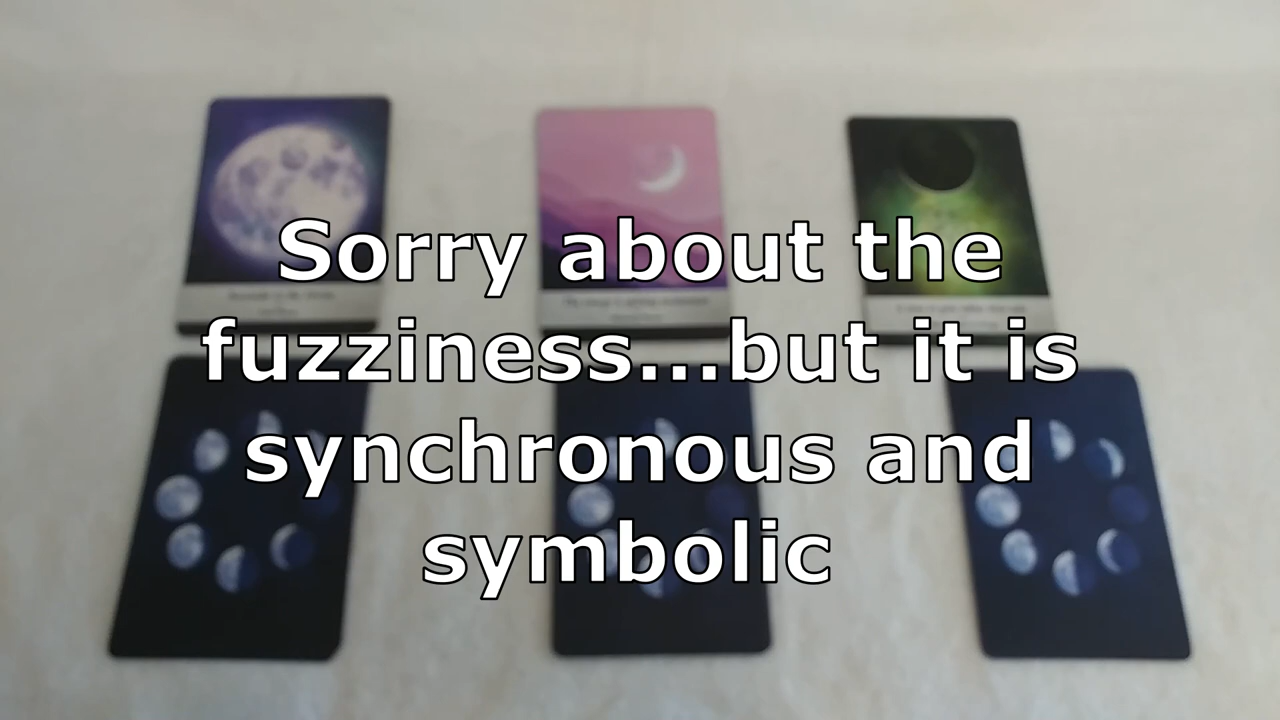 Sorry about the
fuzziness...but it is
synchronous and
symbolic